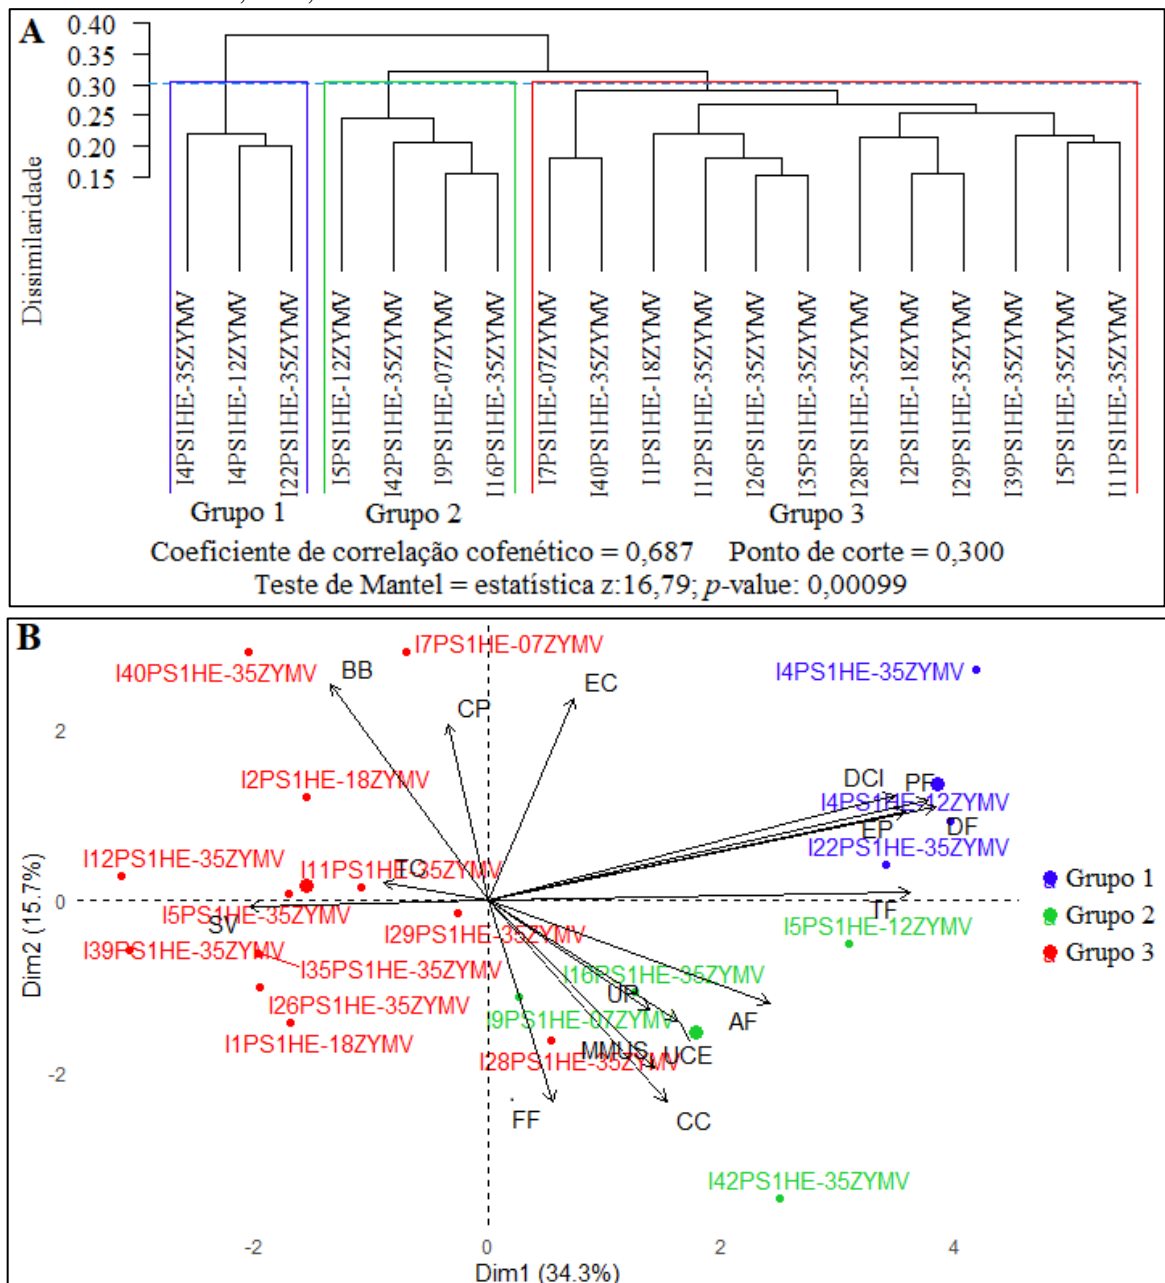 A
0.40
0.35
0.30
0.25
0.20
0.15
Dissimilaridade
I4PS1HE-35ZYMV
I4PS1HE-12ZYMV
I22PS1HE-35ZYMV
I5PS1HE-12ZYMV
I42PS1HE-35ZYMV
I9PS1HE-07ZYMV
I16PS1HE-35ZYMV
I7PS1HE-07ZYMV
I40PS1HE-35ZYMV
I1PS1HE-18ZYMV
I12PS1HE-35ZYMV
I26PS1HE-35ZYMV
I35PS1HE-35ZYMV
I28PS1HE-35ZYMV
I2PS1HE-18ZYMV
I29PS1HE-35ZYMV
I39PS1HE-35ZYMV
I5PS1HE-35ZYMV
I11PS1HE-35ZYMV
Grupo 1 Grupo 2 Grupo 3
Coeficiente de correlação cofenético = 0,687 Ponto de corte = 0,300
Teste de Mantel = estatística z:16,79; p-value: 0,00099
B
I7PS1HE-07ZYMV
I40PS1HE-35ZYMV
BB
EC
I4PS1HE-35ZYMV
CP
2
I2PS1HE-18ZYMV
DCI
PF
I4PS1HE-12ZYMV
EP
DF
I12PS1HE-35ZYMV
I11PS1HE-35ZYMV
TC
I22PS1HE-35ZYMV
Grupo 1
0
I5PS1HE-35ZYMV
SV
TF
I5PS1HE-12ZYMV
Grupo 2
I29PS1HE-35ZYMV
I39PS1HE-35ZYMV
I35PS1HE-35ZYMV
I16PS1HE-35ZYMV
Grupo 3
I26PS1HE-35ZYMV
UP
I9PS1HE-07ZYMV
AF
I1PS1HE-18ZYMV
MMUS
UCE
I28PS1HE-35ZYMV
-2
FF
CC
I42PS1HE-35ZYMV
Dim2 (15.7%)
-2
0
2
4
Dim1 (34.3%)